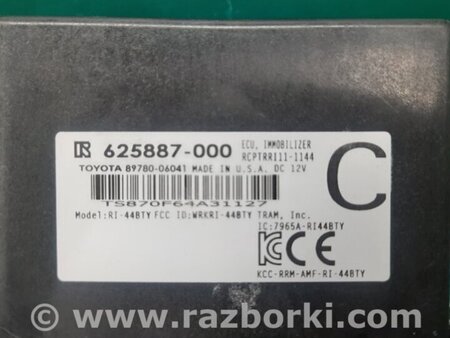 625887-000
ECU, IMMOBILIZER
RCPTRRI11-1144
TOYOTA 89780-06041 MADE IN U.S.A. DC 12V
C
TS870F64A31127
Model:RI-44BTY FCC ID:WRKRI-44BTY TRAM, Inc.
IC:7965A-RI44BTY
KCC-RRM-AMF-RI-44BTY
© www.razborki.com